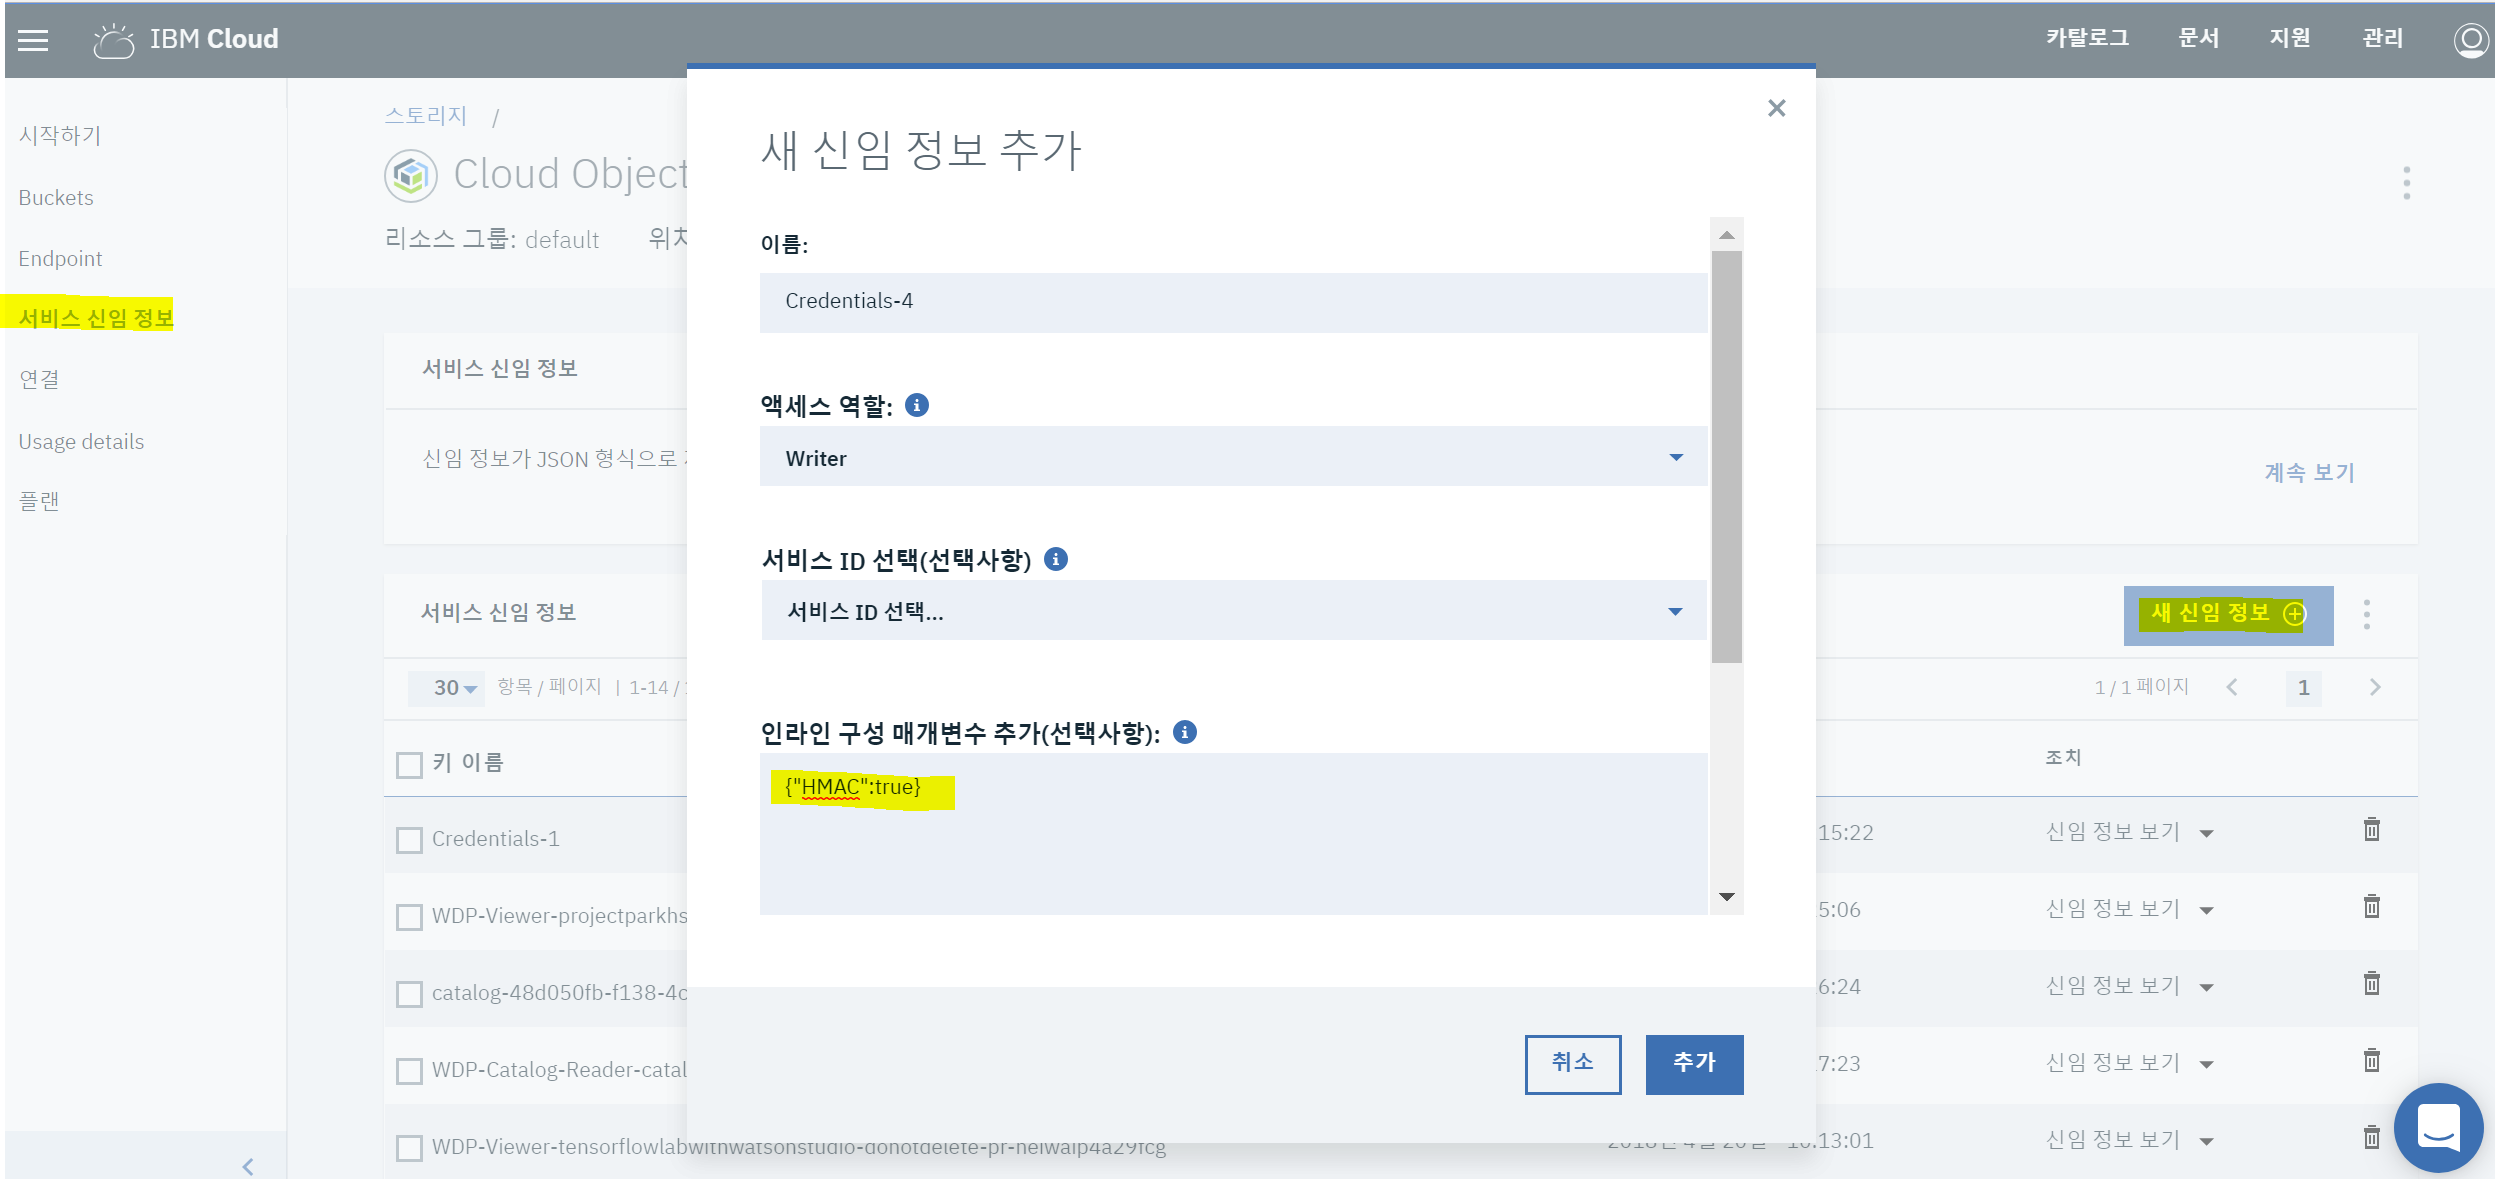 IBM Cloud
카탈로그 문서 지원 관리
시작하기
Buckets
Endpoint
서비스 신임 정보
연결
Usage details
플랜
스토리지 /
Cloud Object
리소스 그룹: default
서비스 신임 정보
신임 정보가 JSON 형식으로
계속 보기
서비스 신임 정보
새 신임 정보
30 항목 / 페이지 | 1-14 /
1 / 1 페이지 1
키 이름
조치
Credentials-1
15:22 신임 정보 보기
WDP-Viewer-projectparkhs
5:06 신임 정보 보기
catalog-48d050fb-f138-4c
6:24 신임 정보 보기
WDP-Catalog-Reader-catal
7:23 신임 정보 보기
WDP-Viewer-tensorflowlabwithwatsonstudio-donotdelete-pr-
:13:01 신임 정보 보기
새 신임 정보 추가
이름:
Credentials-4
액세스 역할:
Writer
서비스 ID 선택(선택사항)
서비스 ID 선택...
인라인 구성 매개변수 추가(선택사항):
{"HMAC":true}
취소 추가